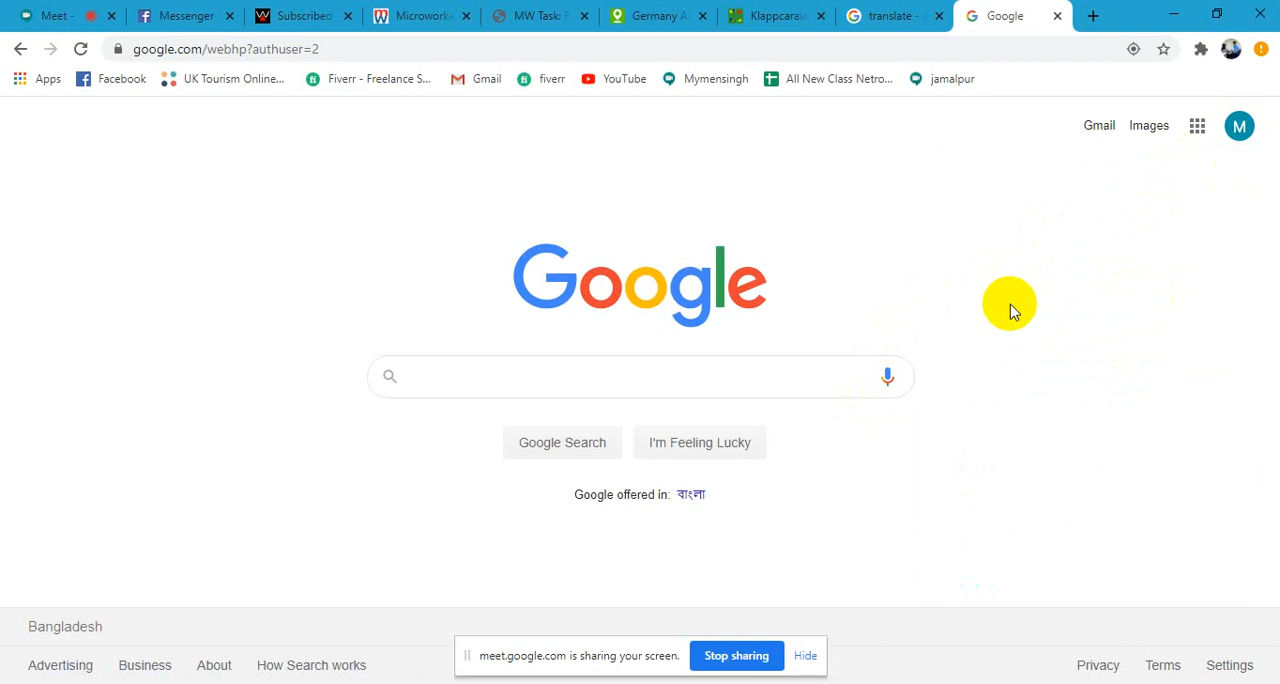 Meet - Messenger Subscribed Microworke MW Task: F Germany A Klappcarava translate - Google
google.com/webhp?authuser=2
Apps Facebook UK Tourism Online... Fiverr - Freelance S... Gmail fiverr YouTube Mymensingh All New Class Netro... jamalpur
Gmail Images M
Google
Google Search I'm Feeling Lucky
Google offered in: বাংলা
Bangladesh
meet.google.com is sharing your screen. Stop sharing Hide
Advertising Business About How Search works Privacy Terms Settings